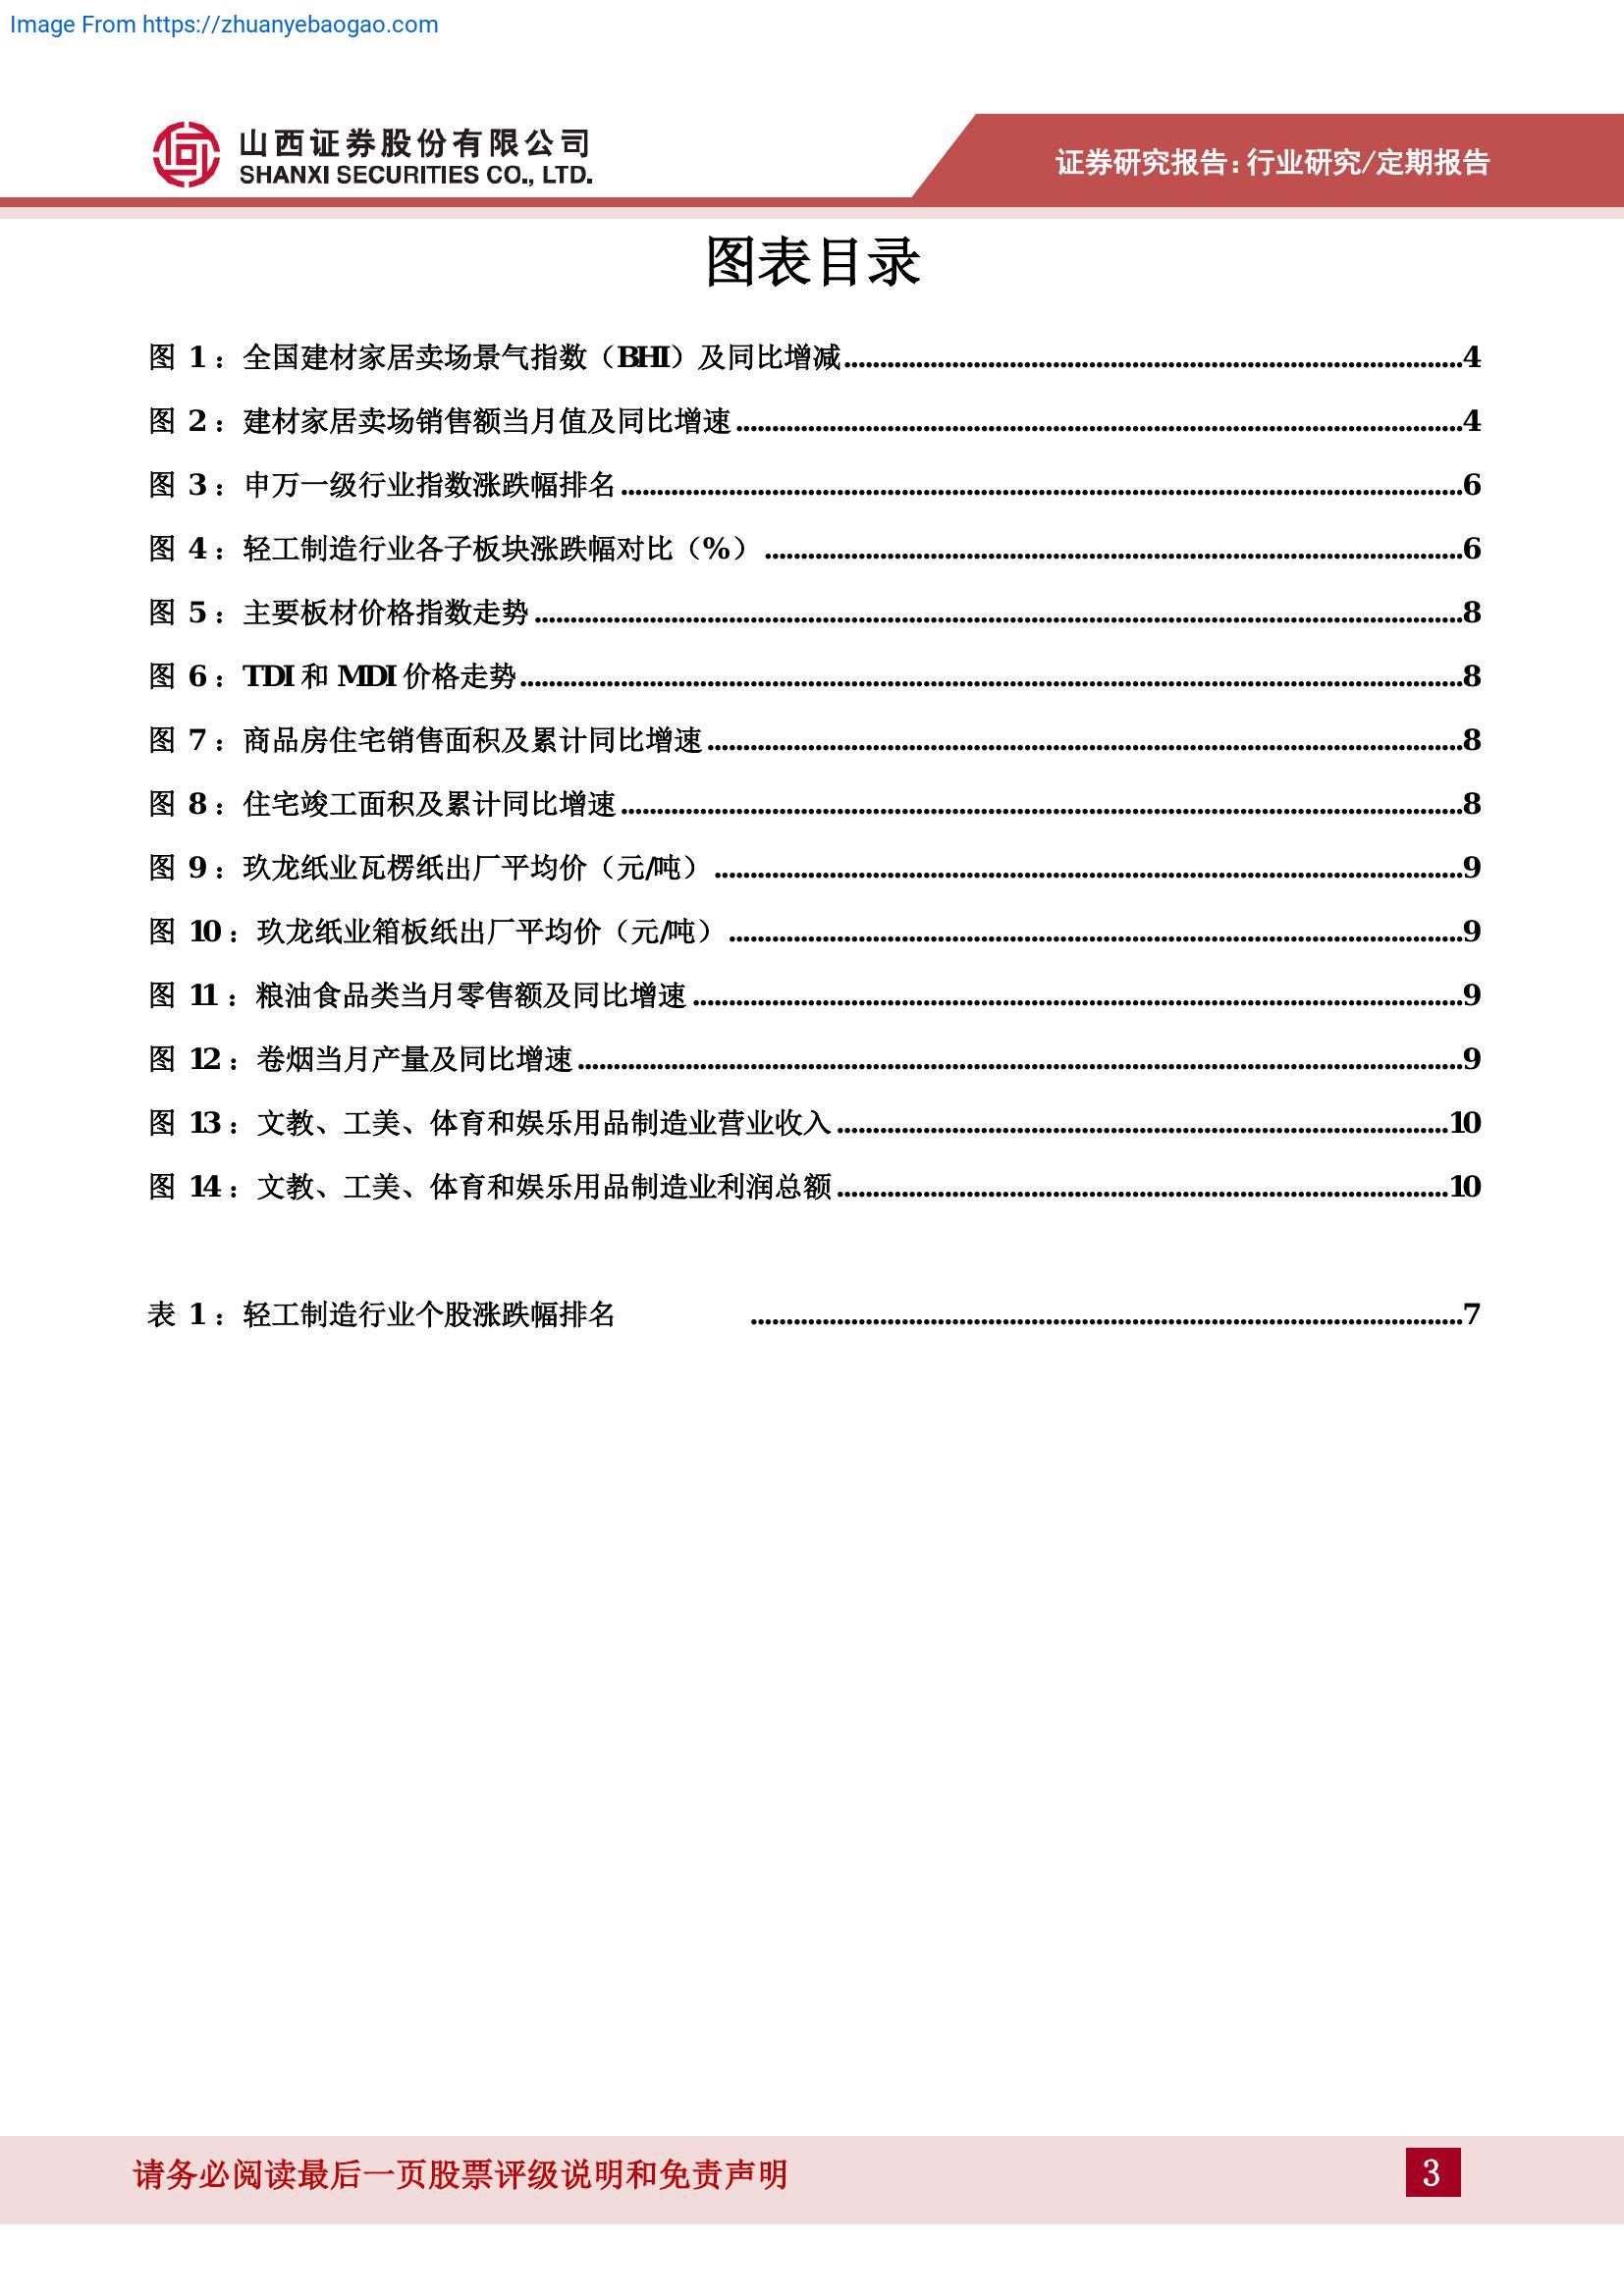 Image From https://zhuanyebaogao.com
山西证券股份有限公司
SHANXI SECURITIES CO., LTD.
证券研究报告：行业研究/定期报告
图表目录
图 1：全国建材家居卖场景气指数（BHI）及同比增减........4
图 2：建材家居卖场销售额当月值及同比增速........4
图 3：申万一级行业指数涨跌幅排名........6
图 4：轻工制造行业各子板块涨跌幅对比（%）........6
图 5：主要板材价格指数走势........8
图 6：TDI 和 MDI 价格走势........8
图 7：商品房住宅销售面积及累计同比增速........8
图 8：住宅竣工面积及累计同比增速........8
图 9：玖龙纸业瓦楞纸出厂平均价（元/吨）........9
图 10：玖龙纸业箱板纸出厂平均价（元/吨）........9
图 11：粮油食品类当月零售额及同比增速........9
图 12：卷烟当月产量及同比增速........9
图 13：文教、工美、体育和娱乐用品制造业营业收入........10
图 14：文教、工美、体育和娱乐用品制造业利润总额........10
表 1：轻工制造行业个股涨跌幅排名........7
请务必阅读最后一页股票评级说明和免责声明
3